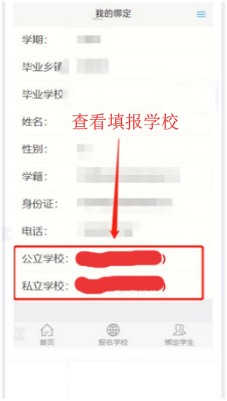 我的绑定
学期：
毕业乡镇
毕业学校
姓名：
查看填报学校
性别：
学籍：
身份证：
电话：
公立学校：)
私立学校：)
首页 报名学校 绑定学生